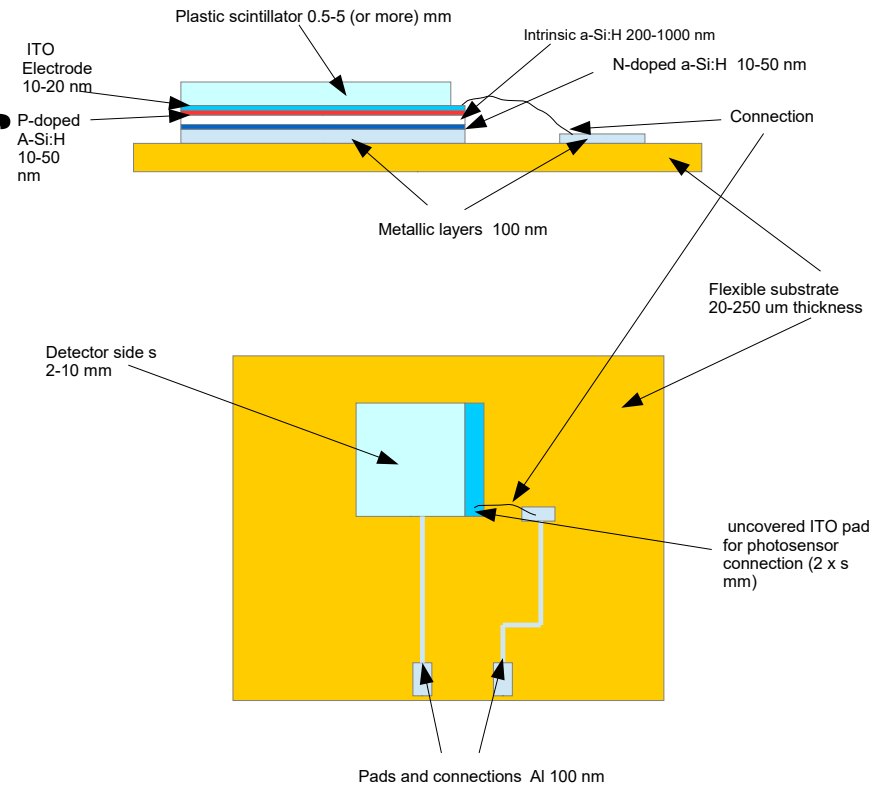 Plastic scintillator 0.5-5 (or more) mm
ITO
Electrode
10-20 nm
Intrinsic a-Si:H 200-1000 nm
N-doped a-Si:H 10-50 nm
P-doped
A-Si:H
10-50
nm
Connection
Metallic layers 100 nm
Flexible substrate
20-250 um thickness
Detector side s
2-10 mm
uncovered ITO pad
for photosensor
connection (2 x s
mm)
Pads and connections Al 100 nm